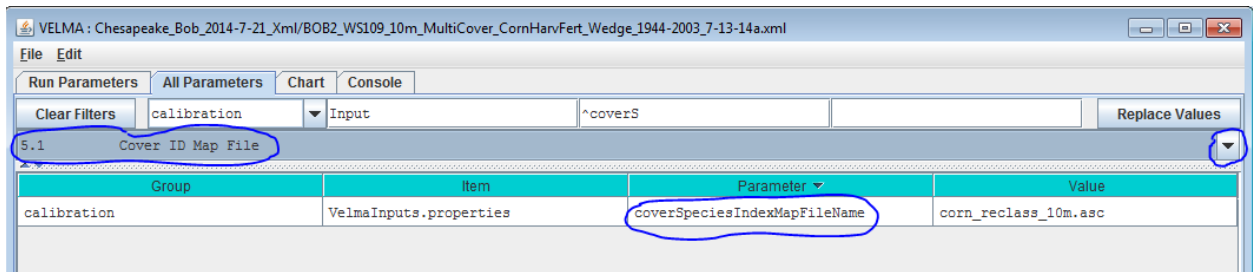 VELMA : Chesapeake_Bob_2014-7-21_Xml/BOB2_WS109_10m_MultiCover_CornHarvFert_Wedge_1944-2003_7-13-14a.xml
File Edit
Run Parameters All Parameters Chart Console
Clear Filters calibration Input ^coverS Replace Values
5.1 Cover ID Map File
Group Item Parameter Value
calibration VelmaInputs.properties coverSpeciesIndexMapFileName corn_reclass_10m.asc